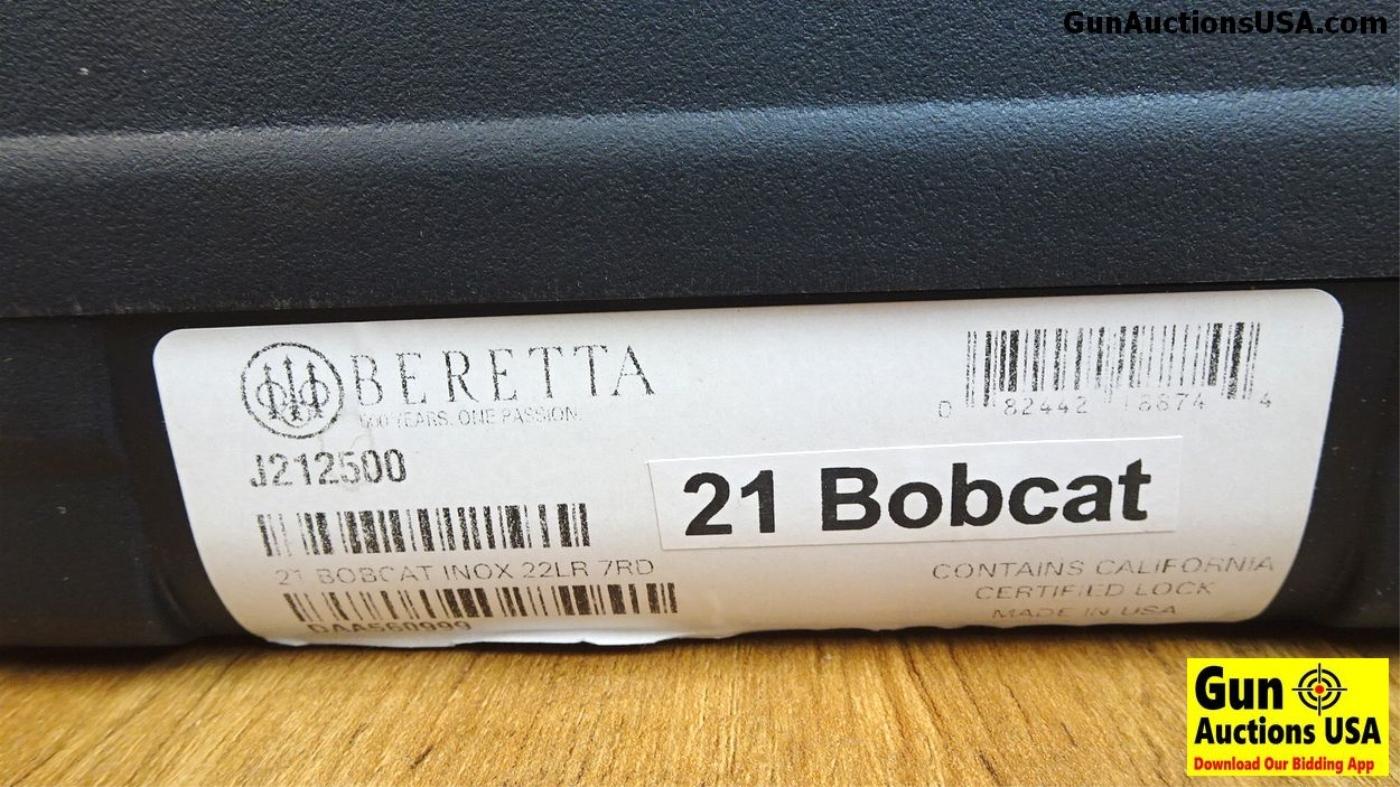 GunAuctionsUSA.com
BERETTA
500 YEARS. ONE PASSION.
J212500
0 82442 18874 4
21 Bobcat
21 BOBCAT INOX 22LR 7RD
DAA560999
CONTAINS CALIFORNIA
CERTIFIED LOCK
MADE IN USA
Gun
Auctions USA
Download Our Bidding App